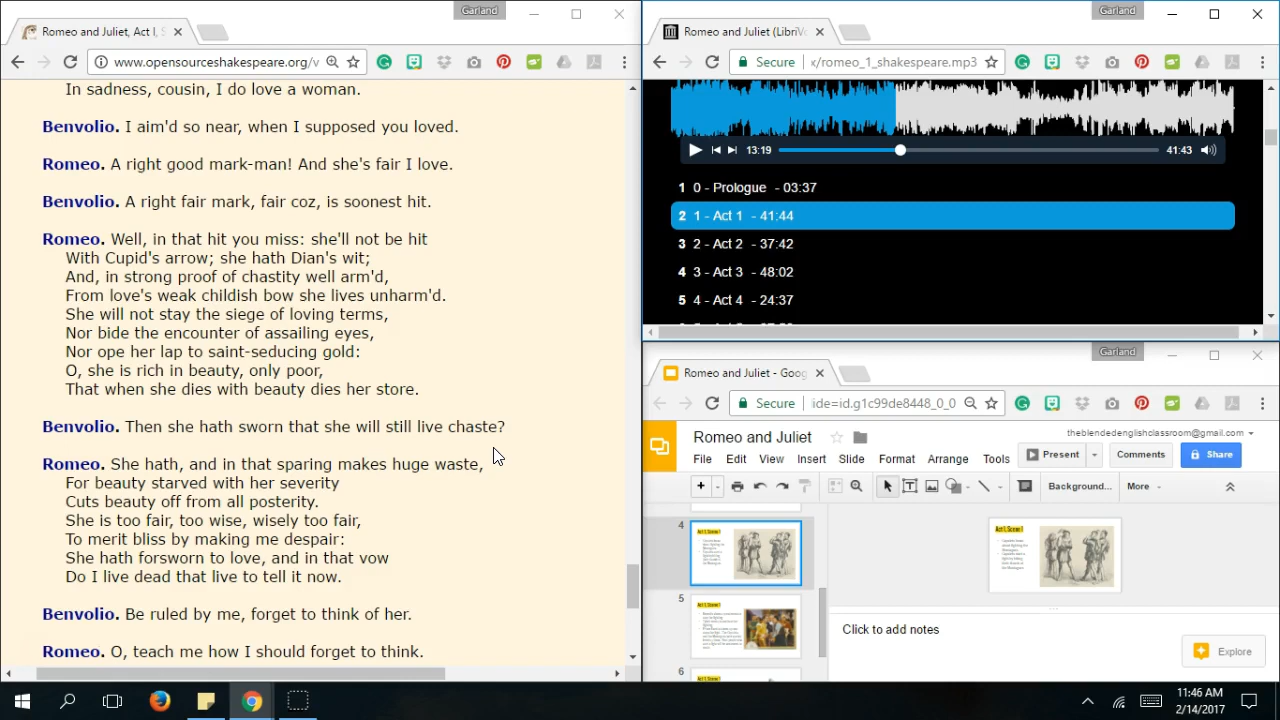 Garland
Romeo and Juliet, Act I, S
www.opensourceshakespeare.org/v
In sadness, cousin, I do love a woman.
Benvolio. I aim'd so near, when I supposed you loved.
Romeo. A right good mark-man! And she's fair I love.
Benvolio. A right fair mark, fair coz, is soonest hit.
Romeo. Well, in that hit you miss: she'll not be hit
With Cupid's arrow; she hath Dian's wit;
And, in strong proof of chastity well arm'd,
From love's weak childish bow she lives unharm'd.
She will not stay the siege of loving terms,
Nor bide the encounter of assailing eyes,
Nor ope her lap to saint-seducing gold:
O, she is rich in beauty, only poor,
That when she dies with beauty dies her store.
Benvolio. Then she hath sworn that she will still live chaste?
Romeo. She hath, and in that sparing makes huge waste,
For beauty starved with her severity
Cuts beauty off from all posterity.
She is too fair, too wise, wisely too fair,
To merit bliss by making me despair:
She hath forsworn to love, and in that vow
Do I live dead that live to tell it now.
Benvolio. Be ruled by me, forget to think of her.
Romeo. O, teach me how I should forget to think.
Garland
Romeo and Juliet (LibriV
Secure x/romeo_1_shakespeare.mp3
13:19 41:43
1 0 - Prologue - 03:37
2 1 - Act 1 - 41:44
3 2 - Act 2 - 37:42
4 3 - Act 3 - 48:02
5 4 - Act 4 - 24:37
Garland
Romeo and Juliet - Goog
Secure ide=id.g1c99de8448_0_0
Romeo and Juliet
theblendedenglishclassroom@gmail.com
File Edit View Insert Slide Format Arrange Tools
Present Comments Share
Background... More
4 Act I, Scene I
Act I, Scene I
5 Act I, Scene I
6
Click to add notes
Explore
11:46 AM
2/14/2017